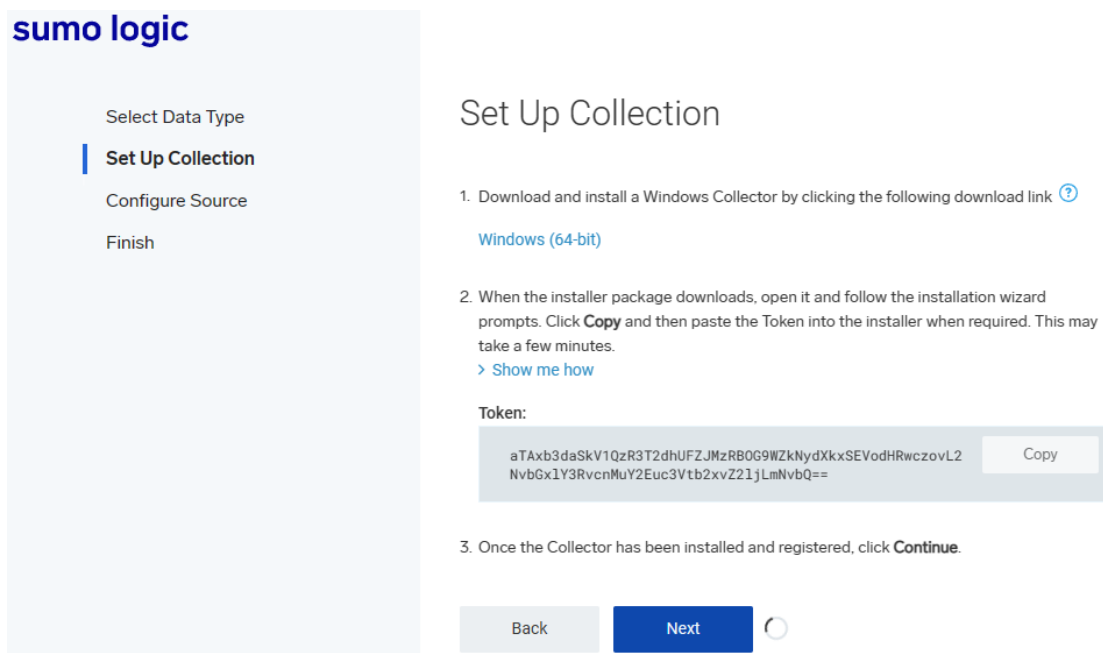 sumo logic
Select Data Type
Set Up Collection
Configure Source
Finish
Set Up Collection
1. Download and install a Windows Collector by clicking the following download link ?
Windows (64-bit)
2. When the installer package downloads, open it and follow the installation wizard
prompts. Click Copy and then paste the Token into the installer when required. This may
take a few minutes.
> Show me how
Token:
aTAxb3daSkV1QzR3T2dhUFZJMzRBOG9WZkNydXkxSEVodHRwczovL2
NvbGxlY3RvcnMuY2Euc3Vtb2xvZ2ljLmNvbQ==
Copy
3. Once the Collector has been installed and registered, click Continue.
Back
Next